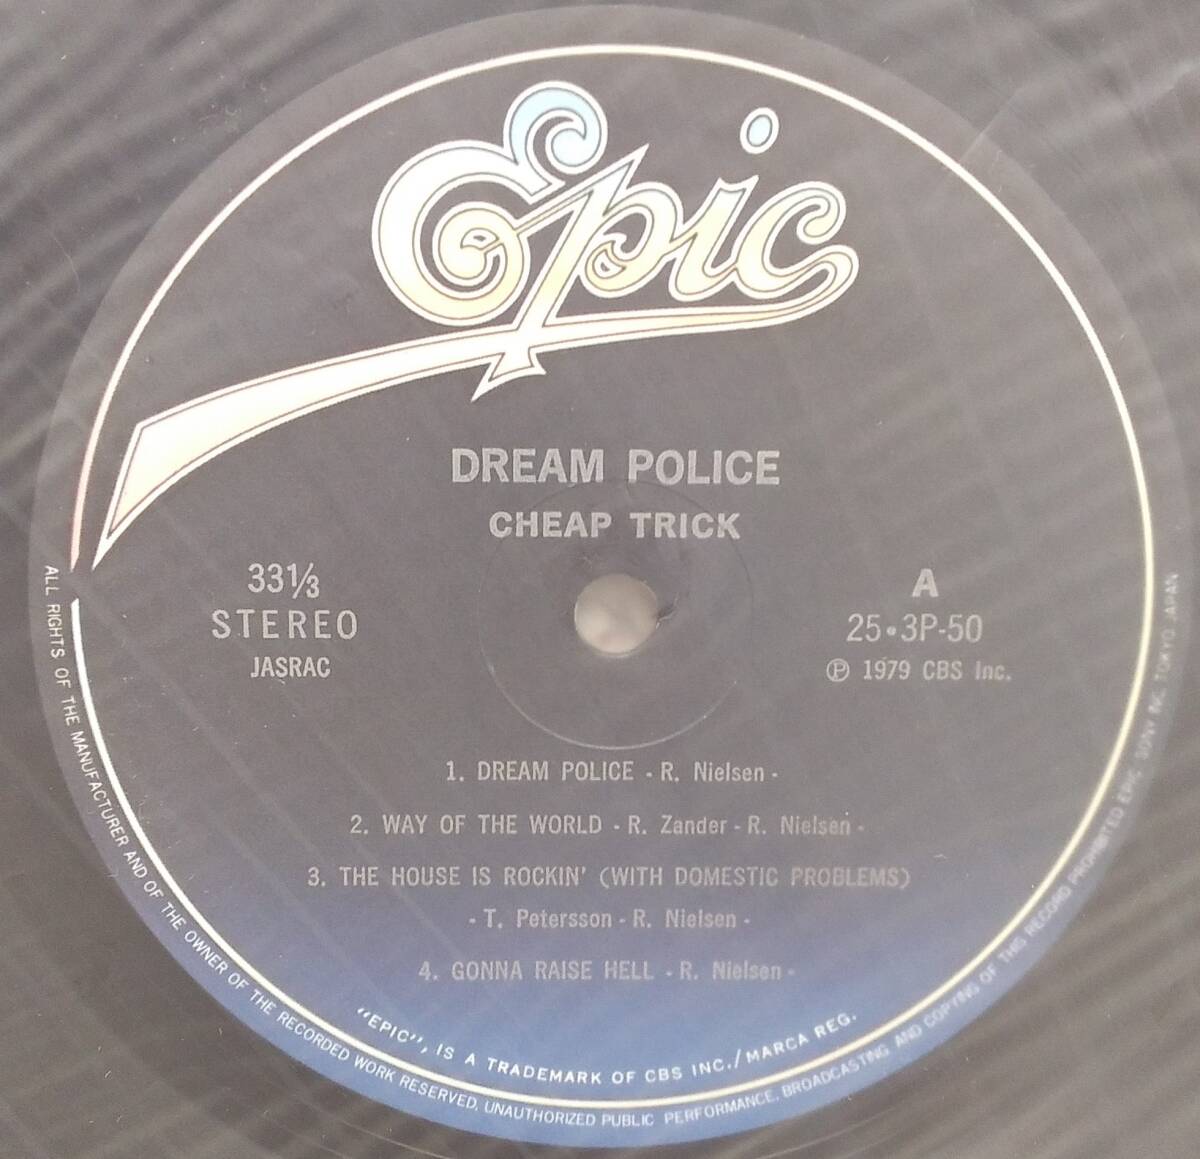 Epic
DREAM POLICE
CHEAP TRICK
33⅓
STEREO
JASRAC
A
25•3P-50
Ⓟ 1979 CBS Inc.
1. DREAM POLICE - R. Nielsen -
2. WAY OF THE WORLD - R. Zander - R. Nielsen -
3. THE HOUSE IS ROCKIN' (WITH DOMESTIC PROBLEMS)
- T. Petersson - R. Nielsen -
4. GONNA RAISE HELL - R. Nielsen -
"EPIC", IS A TRADEMARK OF CBS INC./MARCA REG.
ALL RIGHTS OF THE MANUFACTURER AND OF THE OWNER OF THE RECORDED WORK RESERVED. UNAUTHORIZED PUBLIC PERFORMANCE. BROADCASTING AND COPYING OF THIS RECORD PROHIBITED EPIC. SONY INC. TOKYO. JAPAN